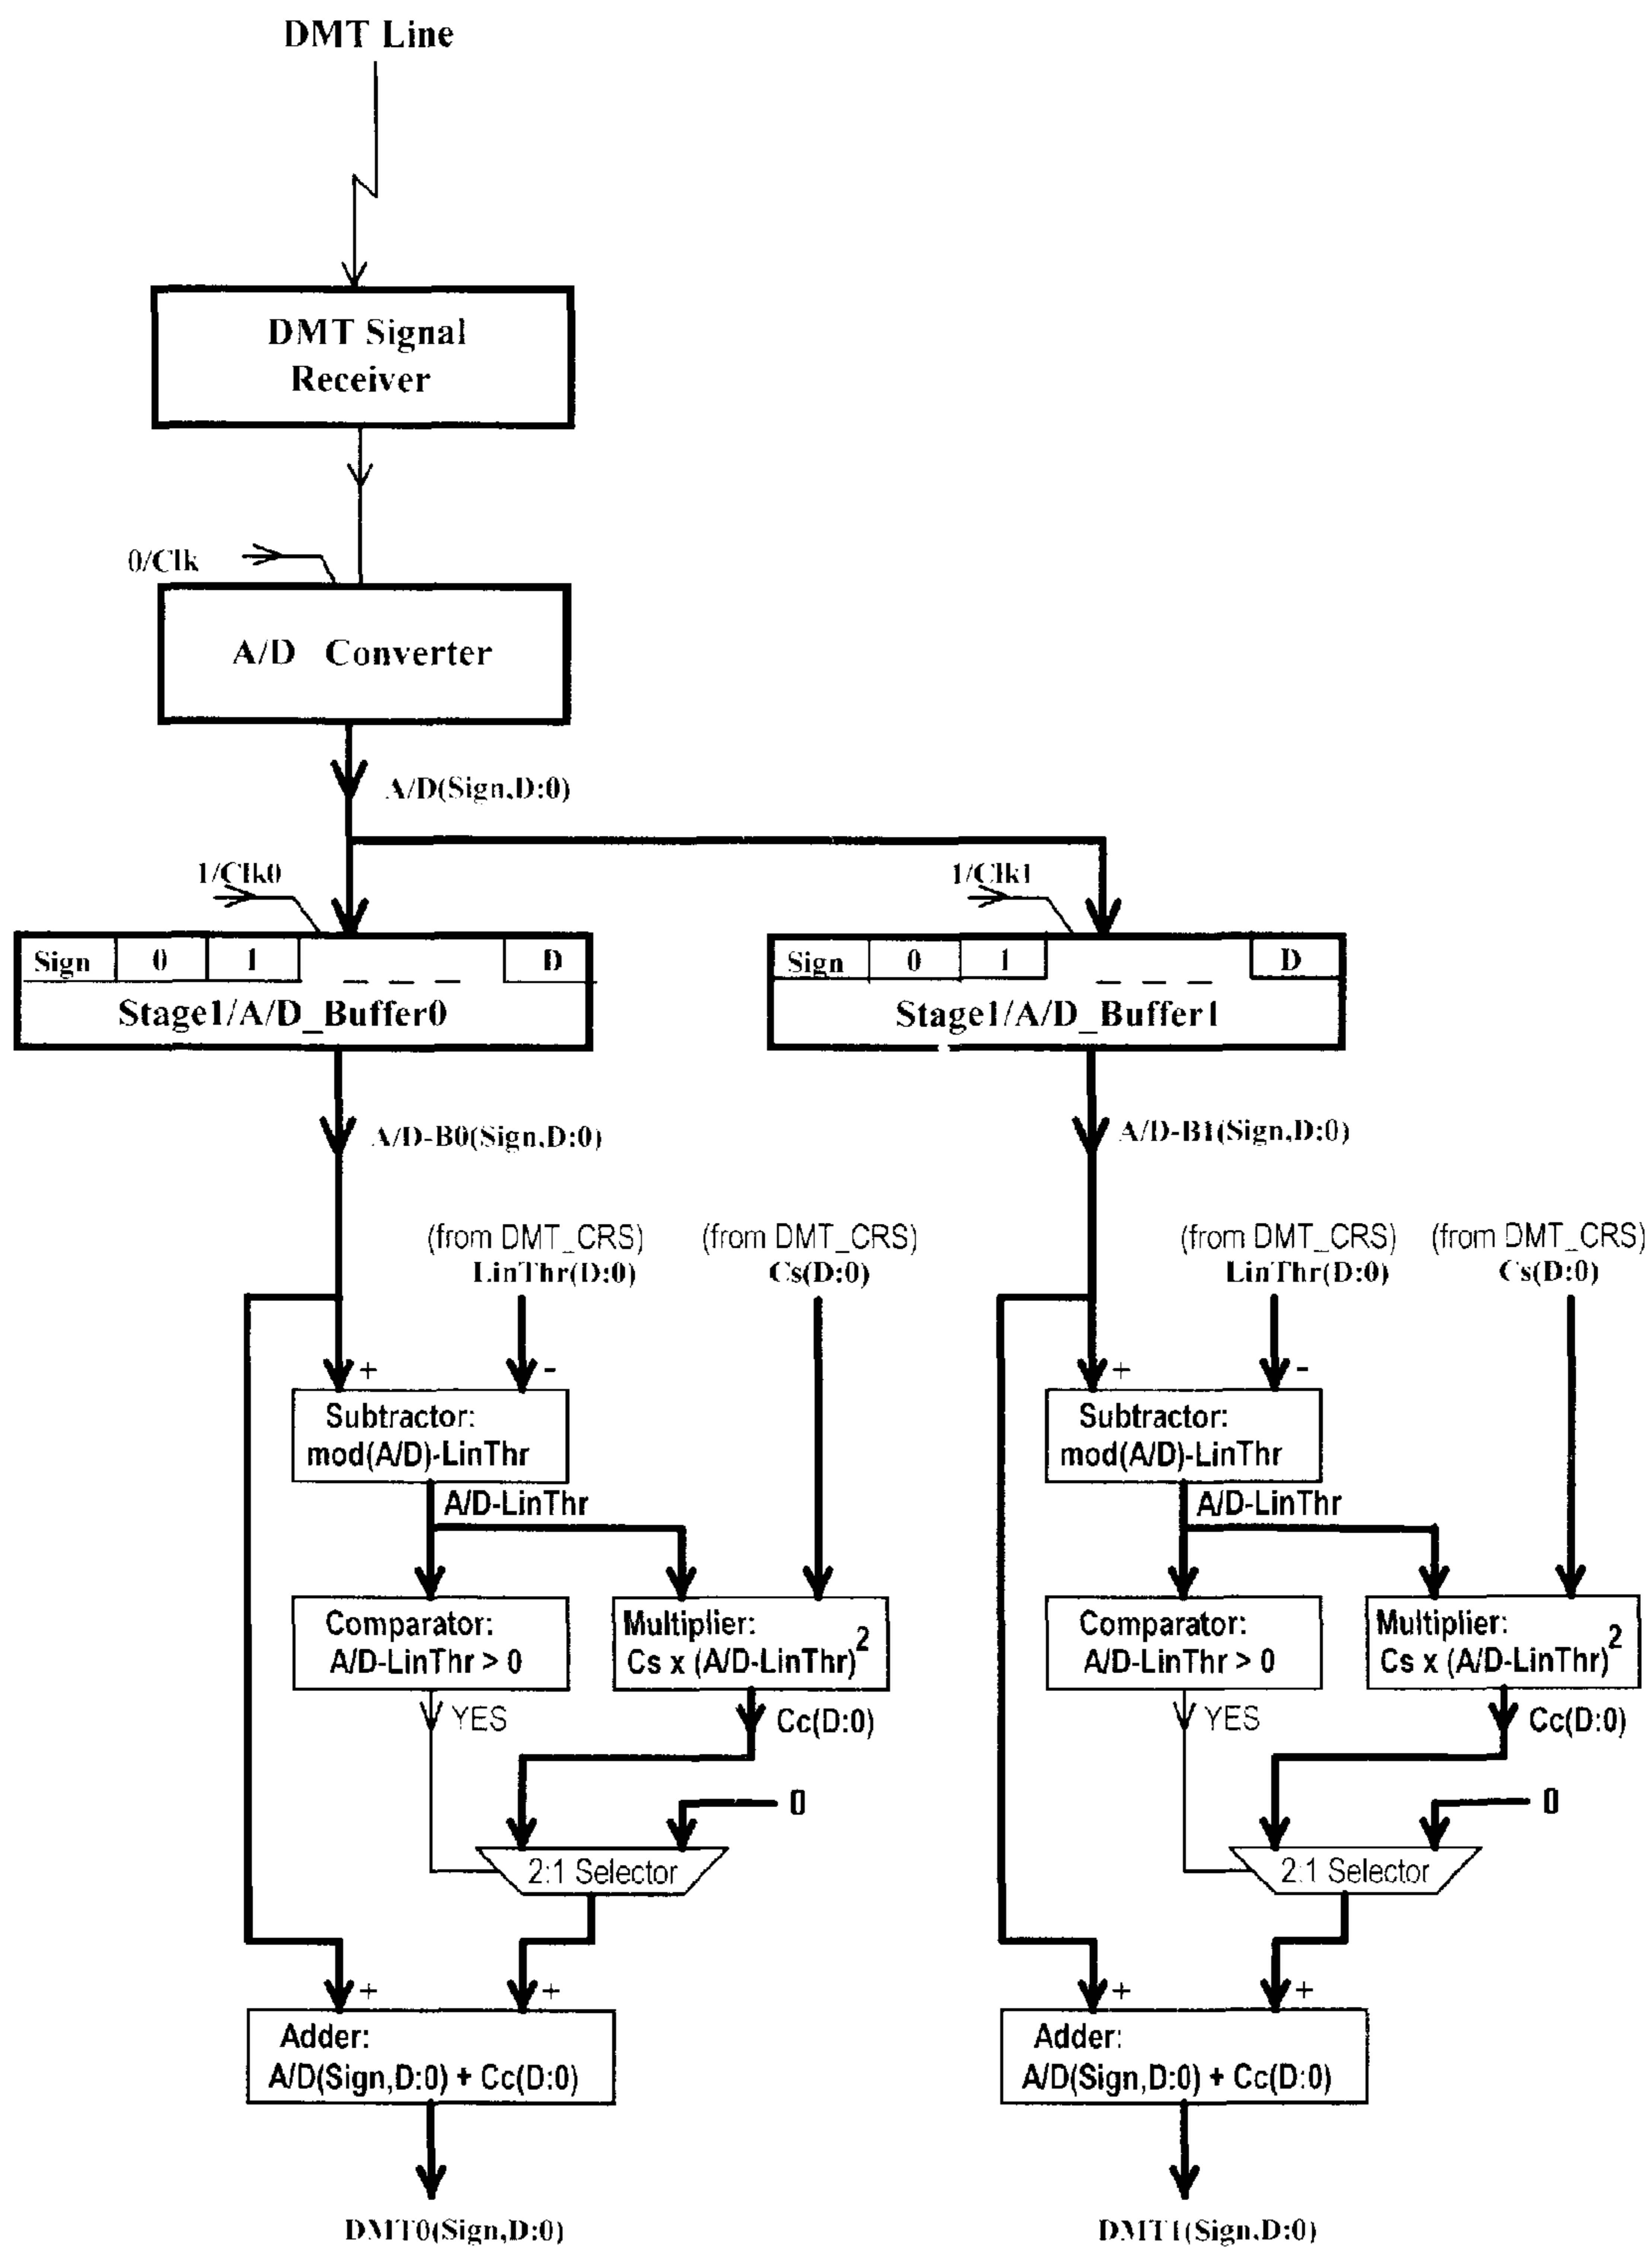 DMT Line
DMT Signal
Receiver
0/Clk
A/D Converter
A/D(Sign,D:0)
1/Clk0
1/Clk1
Sign 0 1 D
Stage1/A/D_Buffer0
Sign 0 1 D
Stage1/A/D_Buffer1
A/D-B0(Sign,D:0)
A/D-B1(Sign,D:0)
(from DMT_CRS)
LinThr(D:0)
(from DMT_CRS)
Cs(D:0)
(from DMT_CRS)
LinThr(D:0)
(from DMT_CRS)
Cs(D:0)
+
-
+
-
Subtractor:
mod(A/D)-LinThr
Subtractor:
mod(A/D)-LinThr
A/D-LinThr
A/D-LinThr
Comparator:
A/D-LinThr > 0
Multiplier:
Cs x (A/D-LinThr)²
Comparator:
A/D-LinThr > 0
Multiplier:
Cs x (A/D-LinThr)²
YES
Cc(D:0)
YES
Cc(D:0)
0
0
2:1 Selector
2:1 Selector
+
+
+
+
Adder:
A/D(Sign,D:0) + Cc(D:0)
Adder:
A/D(Sign,D:0) + Cc(D:0)
DMT0(Sign,D:0)
DMT1(Sign,D:0)